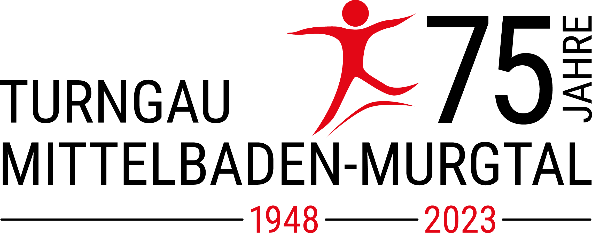 75
JAHRE
TURNGAU
MITTELBADEN-MURGTAL
1948
2023